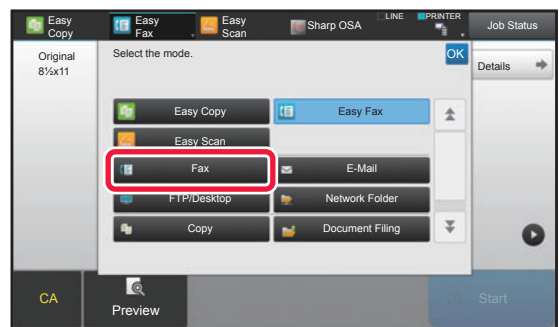 Easy Copy
Easy Fax
Easy Scan
Sharp OSA
LINE
PRINTER
Job Status
Original
8½x11
Select the mode.
OK
Details
Easy Copy
Easy Fax
Easy Scan
Fax
E-Mail
FTP/Desktop
Network Folder
Copy
Document Filing
CA
Preview
Start